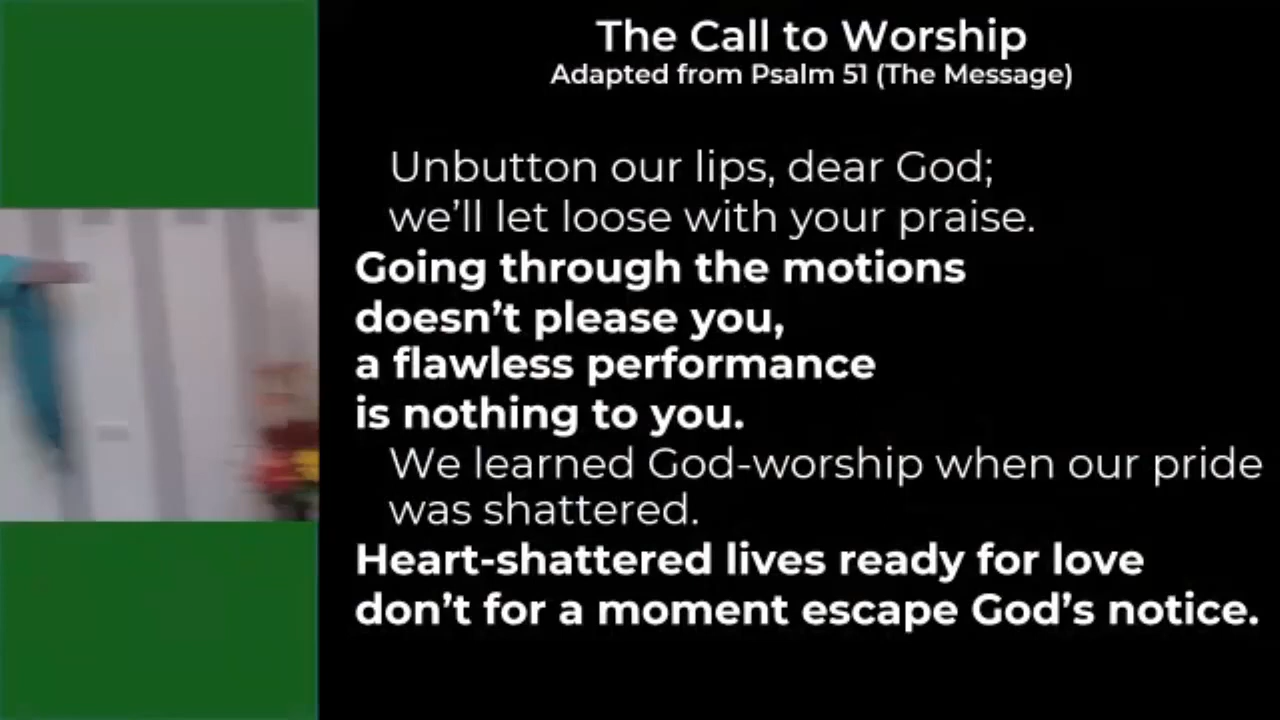 The Call to Worship
Adapted from Psalm 51 (The Message)
Unbutton our lips, dear God;
we’ll let loose with your praise.
Going through the motions
doesn’t please you,
a flawless performance
is nothing to you.
We learned God-worship when our pride
was shattered.
Heart-shattered lives ready for love
don’t for a moment escape God’s notice.